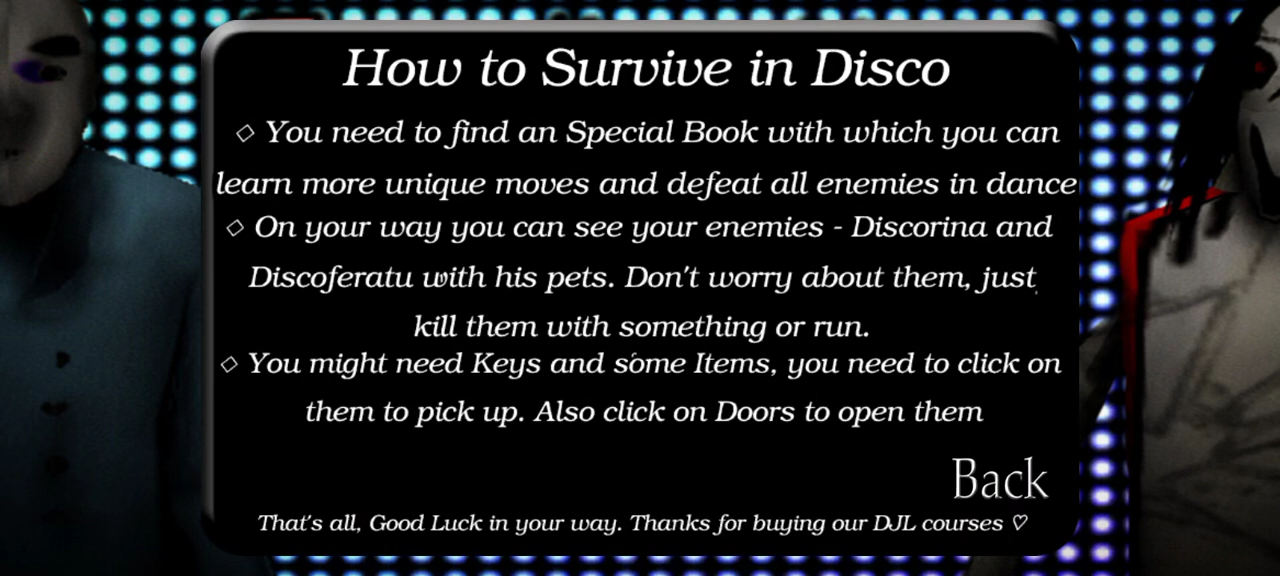 How to Survive in Disco
◇ You need to find an Special Book with which you can
learn more unique moves and defeat all enemies in dance
◇ On your way you can see your enemies - Discorina and
Discoferatu with his pets. Don't worry about them, just
kill them with something or run.
◇ You might need Keys and some Items, you need to click on
them to pick up. Also click on Doors to open them
Back
That's all, Good Luck in your way. Thanks for buying our DJL courses ♡